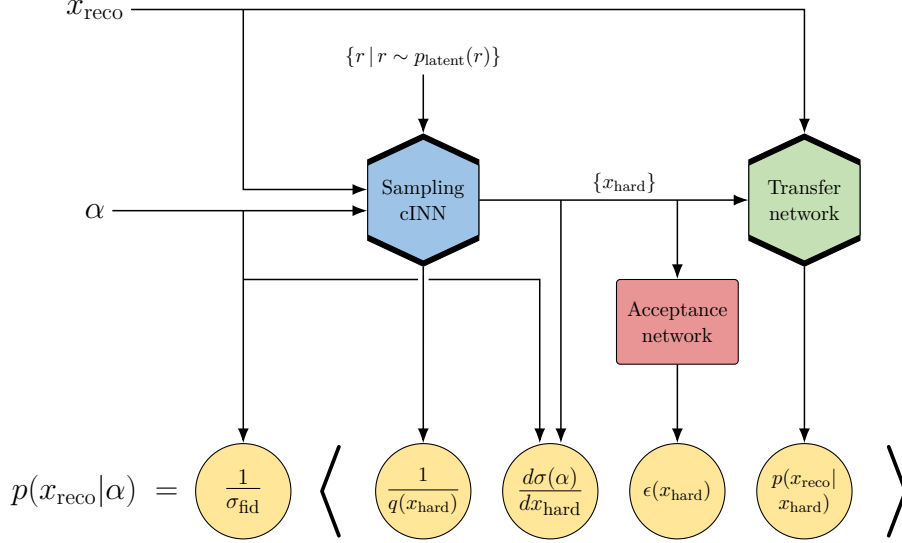 x_reco
{r | r ∼ p_latent(r)}
Sampling
cINN
{x_hard}
Transfer
network
α
Acceptance
network
p(x_reco|α) = 1/σ_fid ⟨ 1/q(x_hard) dσ(α)/dx_hard ϵ(x_hard) p(x_reco| x_hard) ⟩